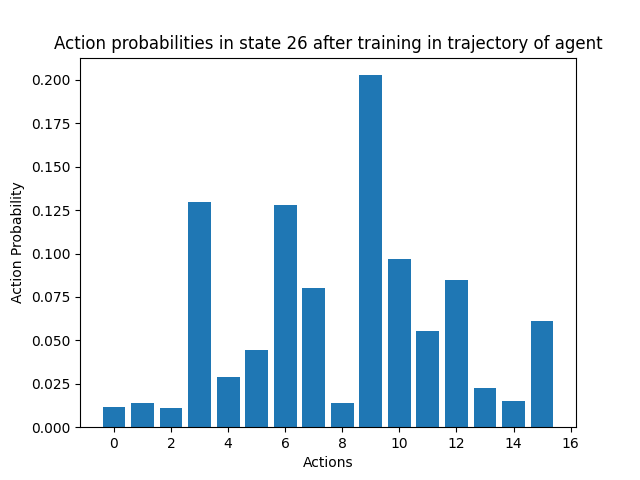 Action probabilities in state 26 after training in trajectory of agent
0.200
0.175
0.150
0.125
0.100
0.075
0.050
0.025
0.000
Action Probability
0 2 4 6 8 10 12 14 16
Actions